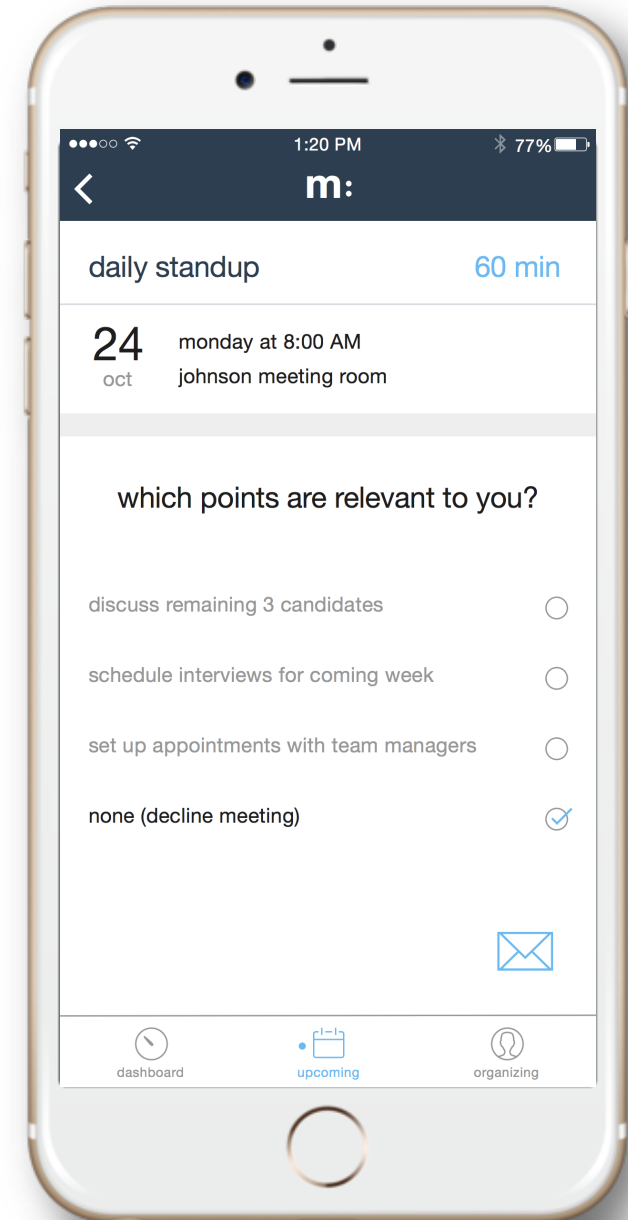 1:20 PM
77%
m:
daily standup
60 min
24
oct
monday at 8:00 AM
johnson meeting room
which points are relevant to you?
discuss remaining 3 candidates
schedule interviews for coming week
set up appointments with team managers
none (decline meeting)
dashboard
upcoming
organizing